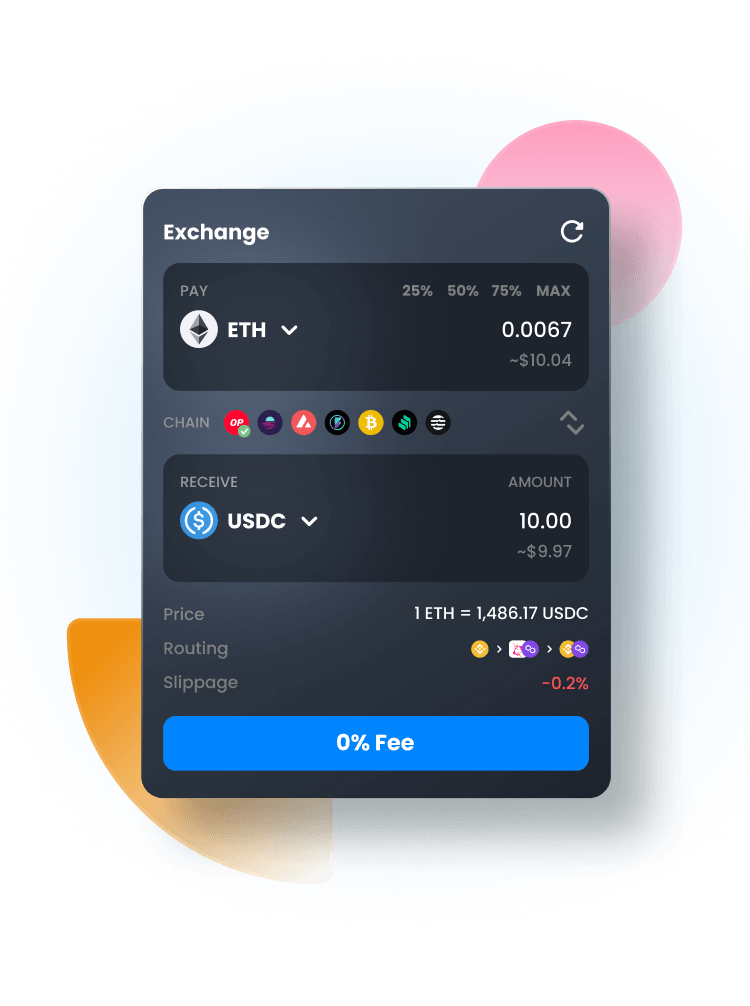 Exchange
PAY 25% 50% 75% MAX
ETH 0.0067
~$10.04
CHAIN OP
RECEIVE AMOUNT
USDC 10.00
~$9.97
Price 1 ETH = 1,486.17 USDC
Routing
Slippage -0.2%
0% Fee